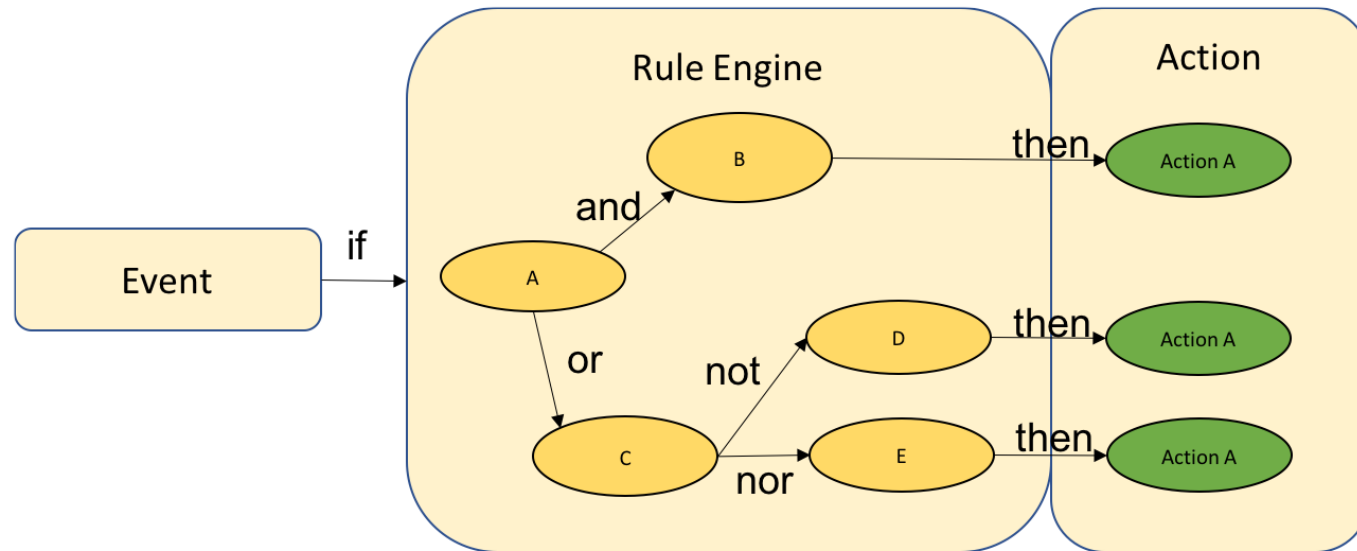 Rule Engine
Action
B
then
Action A
and
if
Event
A
or
not
D
then
Action A
C
nor
E
then
Action A